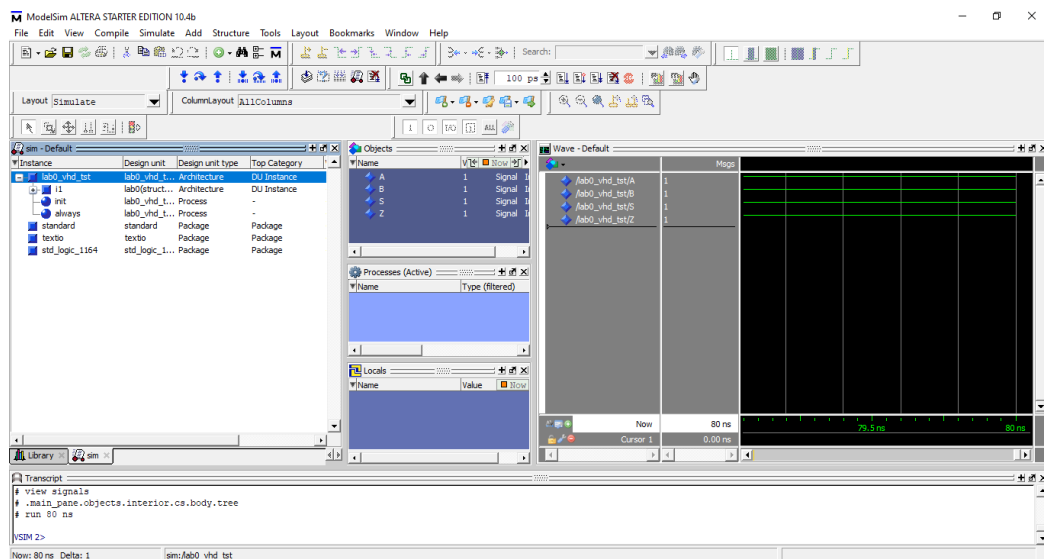 ModelSim ALTERA STARTER EDITION 10.4b
File Edit View Compile Simulate Add Structure Tools Layout Bookmarks Window Help
Search:
100 ps
Layout Simulate
ColumnLayout AllColumns
sim - Default
Instance Design unit Design unit type Top Category
lab0_vhd_tst lab0_vhd_t... Architecture DU Instance
i1 lab0(struct... Architecture DU Instance
init lab0_vhd_t... Process -
always lab0_vhd_t... Process -
standard standard Package Package
textio textio Package Package
std_logic_1164 std_logic_1... Package Package
Library
sim
Objects
Name Now
A 1 Signal
B 1 Signal
S 1 Signal
Z 1 Signal
Processes (Active)
Name Type (filtered)
Locals
Name Value Now
Wave - Default
Msgs
/lab0_vhd_tst/A 1
/lab0_vhd_tst/B 1
/lab0_vhd_tst/S 1
/lab0_vhd_tst/Z 1
Now 80 ns
Cursor 1 0.00 ns
79.5 ns 80 ns
Transcript
# view signals
# .main_pane.objects.interior.cs.body.tree
# run 80 ns
VSIM 2>
Now: 80 ns Delta: 1 sim:/lab0_vhd_tst